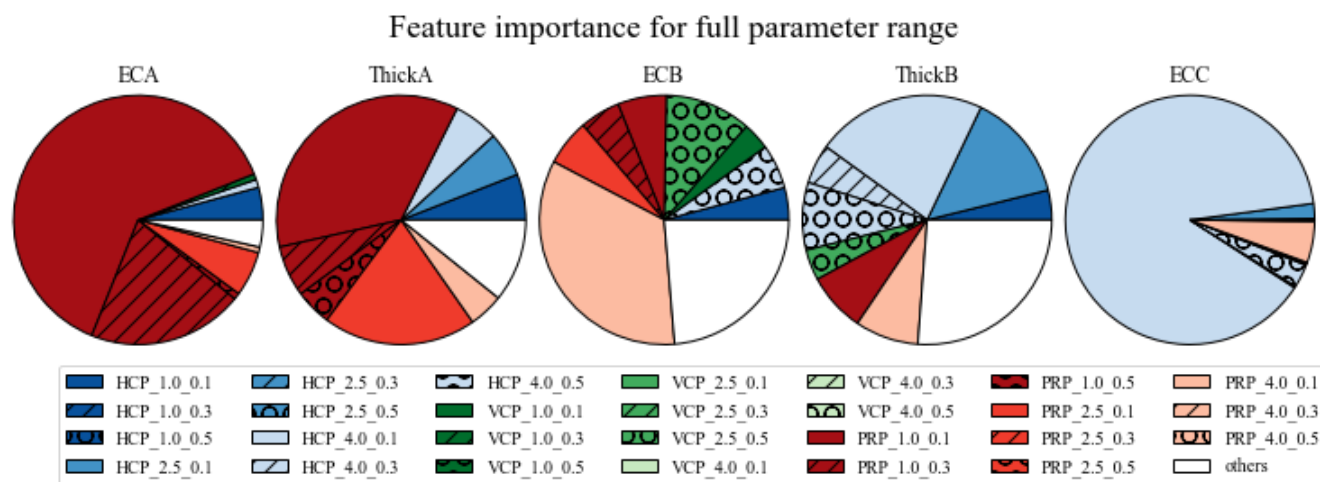 Feature importance for full parameter range
ECA ThickA ECB ThickB ECC
HCP_1.0_0.1 HCP_2.5_0.3 HCP_4.0_0.5 VCP_2.5_0.1 VCP_4.0_0.3 PRP_1.0_0.5 PRP_4.0_0.1
HCP_1.0_0.3 HCP_2.5_0.5 VCP_1.0_0.1 VCP_2.5_0.3 VCP_4.0_0.5 PRP_2.5_0.1 PRP_4.0_0.3
HCP_1.0_0.5 HCP_4.0_0.1 VCP_1.0_0.3 VCP_2.5_0.5 PRP_1.0_0.1 PRP_2.5_0.3 PRP_4.0_0.5
HCP_2.5_0.1 HCP_4.0_0.3 VCP_1.0_0.5 VCP_4.0_0.1 PRP_1.0_0.3 PRP_2.5_0.5 others